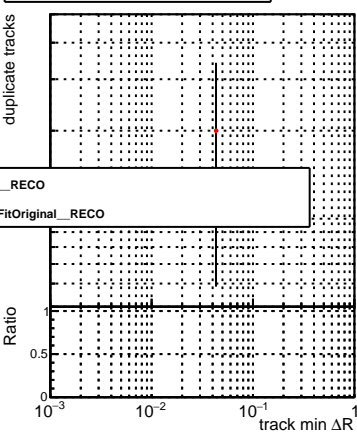 duplicate tracks
__RECO
FitOriginal__RECO
Ratio
1
0.5
0
10⁻³ 10⁻² 10⁻¹ 1
track min ΔR